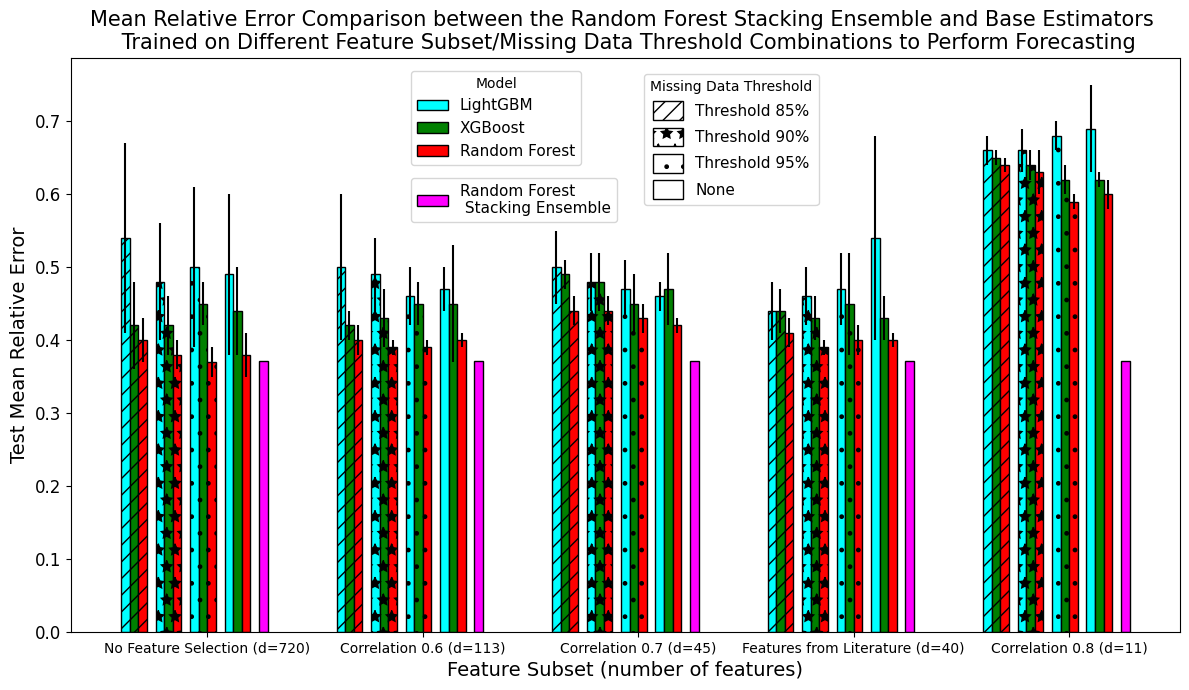 Mean Relative Error Comparison between the Random Forest Stacking Ensemble and Base Estimators
Trained on Different Feature Subset/Missing Data Threshold Combinations to Perform Forecasting
Model
LightGBM
XGBoost
Random Forest
Random Forest
Stacking Ensemble
Missing Data Threshold
Threshold 85%
Threshold 90%
Threshold 95%
None
Test Mean Relative Error
0.7
0.6
0.5
0.4
0.3
0.2
0.1
0.0
No Feature Selection (d=720)
Correlation 0.6 (d=113)
Correlation 0.7 (d=45)
Features from Literature (d=40)
Correlation 0.8 (d=11)
Feature Subset (number of features)